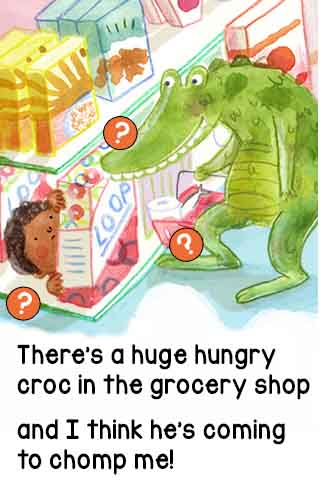 ?
LOOP
LOOP
?
?
There's a huge hungry
croc in the grocery shop
and I think he's coming
to chomp me!